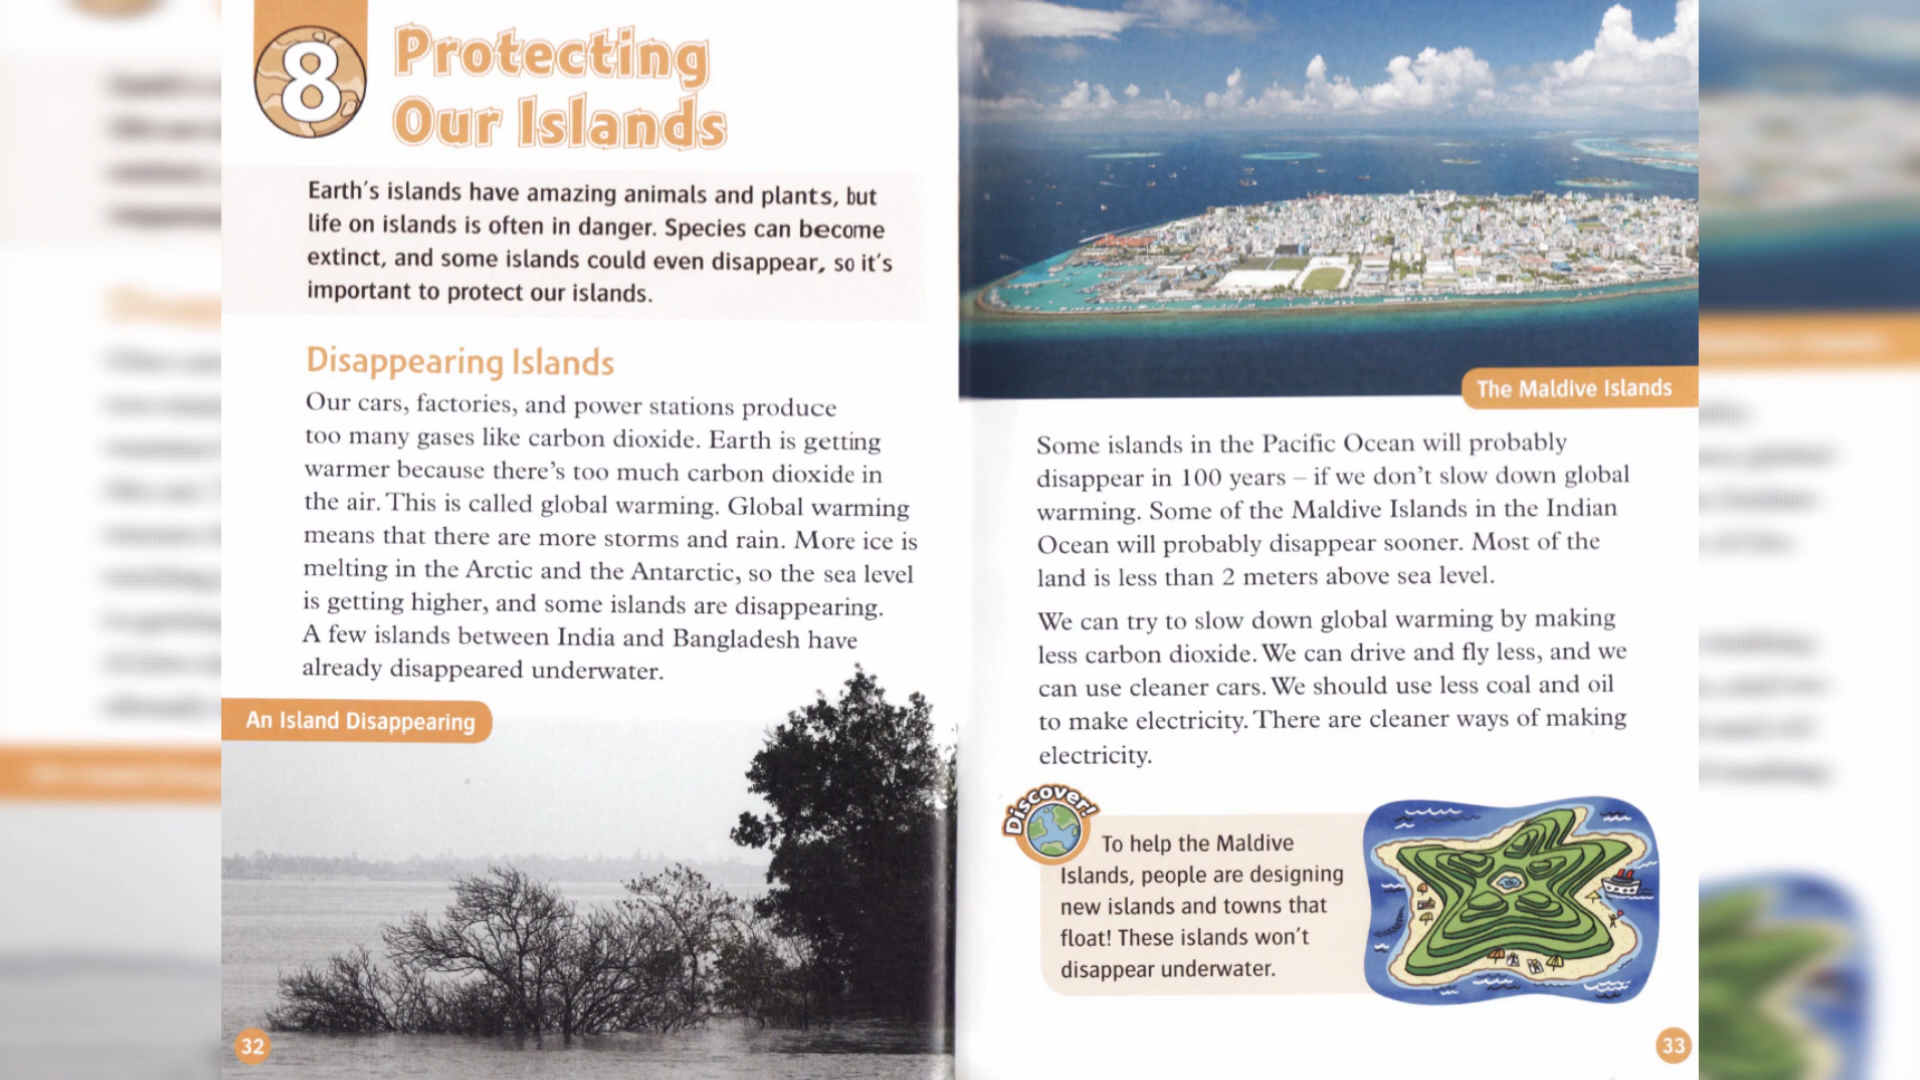 8
Protecting
Our Islands
Earth's islands have amazing animals and plants, but
life on islands is often in danger. Species can become
extinct, and some islands could even disappear, so it's
important to protect our islands.
Disappearing Islands
Our cars, factories, and power stations produce
too many gases like carbon dioxide. Earth is getting
warmer because there's too much carbon dioxide in
the air. This is called global warming. Global warming
means that there are more storms and rain. More ice is
melting in the Arctic and the Antarctic, so the sea level
is getting higher, and some islands are disappearing.
A few islands between India and Bangladesh have
already disappeared underwater.
An Island Disappearing
32
The Maldive Islands
Some islands in the Pacific Ocean will probably
disappear in 100 years – if we don't slow down global
warming. Some of the Maldive Islands in the Indian
Ocean will probably disappear sooner. Most of the
land is less than 2 meters above sea level.
We can try to slow down global warming by making
less carbon dioxide. We can drive and fly less, and we
can use cleaner cars. We should use less coal and oil
to make electricity. There are cleaner ways of making
electricity.
Discover!
To help the Maldive
Islands, people are designing
new islands and towns that
float! These islands won't
disappear underwater.
33